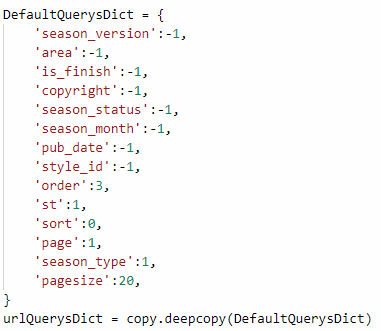 DefaultQuerysDict = {
    'season_version':-1,
    'area':-1,
    'is_finish':-1,
    'copyright':-1,
    'season_status':-1,
    'season_month':-1,
    'pub_date':-1,
    'style_id':-1,
    'order':3,
    'st':1,
    'sort':0,
    'page':1,
    'season_type':1,
    'pagesize':20,
}
urlQuerysDict = copy.deepcopy(DefaultQuerysDict)